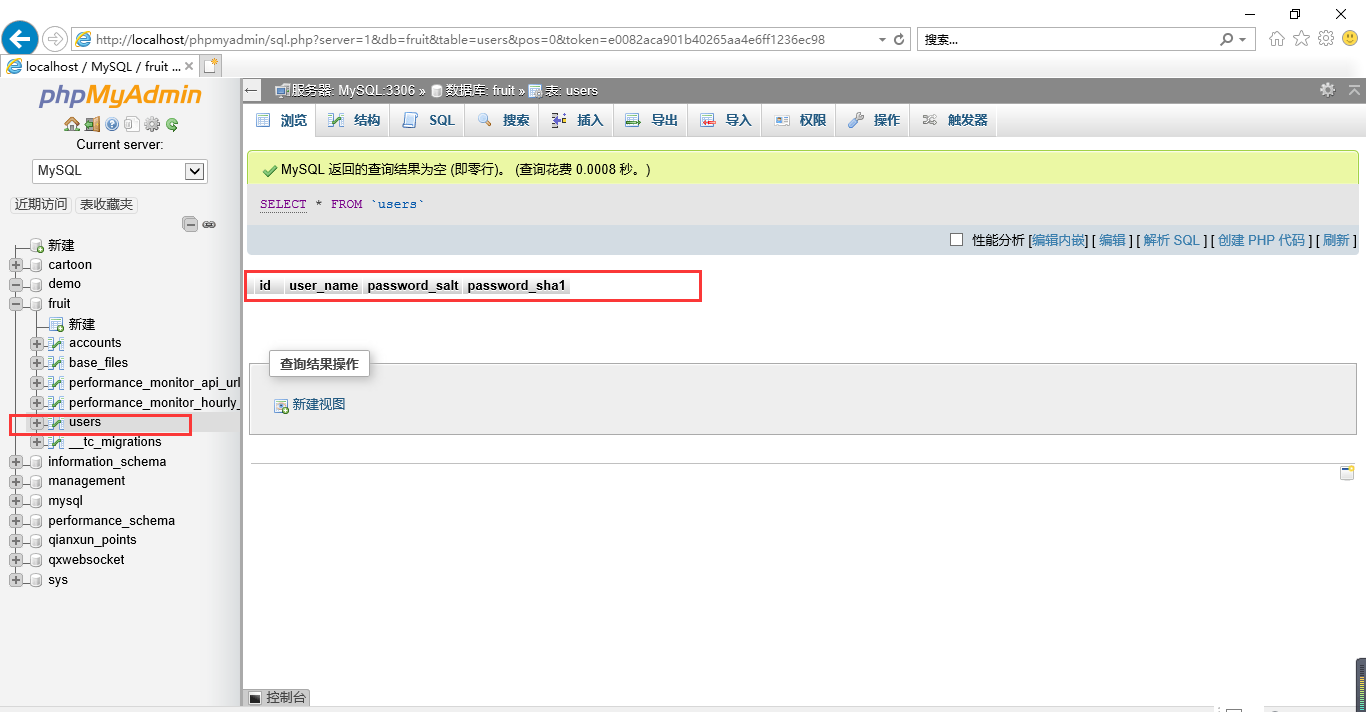 http://localhost/phpmyadmin/sql.php?server=1&db=fruit&table=users&pos=0&token=e0082aca901b40265aa4e6ff1236ec98
搜索...
localhost / MySQL / fruit ...
phpMyAdmin
Current server:
MySQL
近期访问 表收藏夹
新建
cartoon
demo
fruit
新建
accounts
base_files
performance_monitor_api_url
performance_monitor_hourly_
users
__tc_migrations
information_schema
management
mysql
performance_schema
qianxun_points
qxwebsocket
sys
服务器: MySQL:3306 » 数据库: fruit » 表: users
浏览 结构 SQL 搜索 插入 导出 导入 权限 操作 触发器
MySQL 返回的查询结果为空 (即零行)。 (查询花费 0.0008 秒。)
SELECT * FROM `users`
性能分析 [编辑内嵌] [ 编辑 ] [ 解析 SQL ] [ 创建 PHP 代码 ] [ 刷新 ]
id user_name password_salt password_sha1
查询结果操作
新建视图
控制台